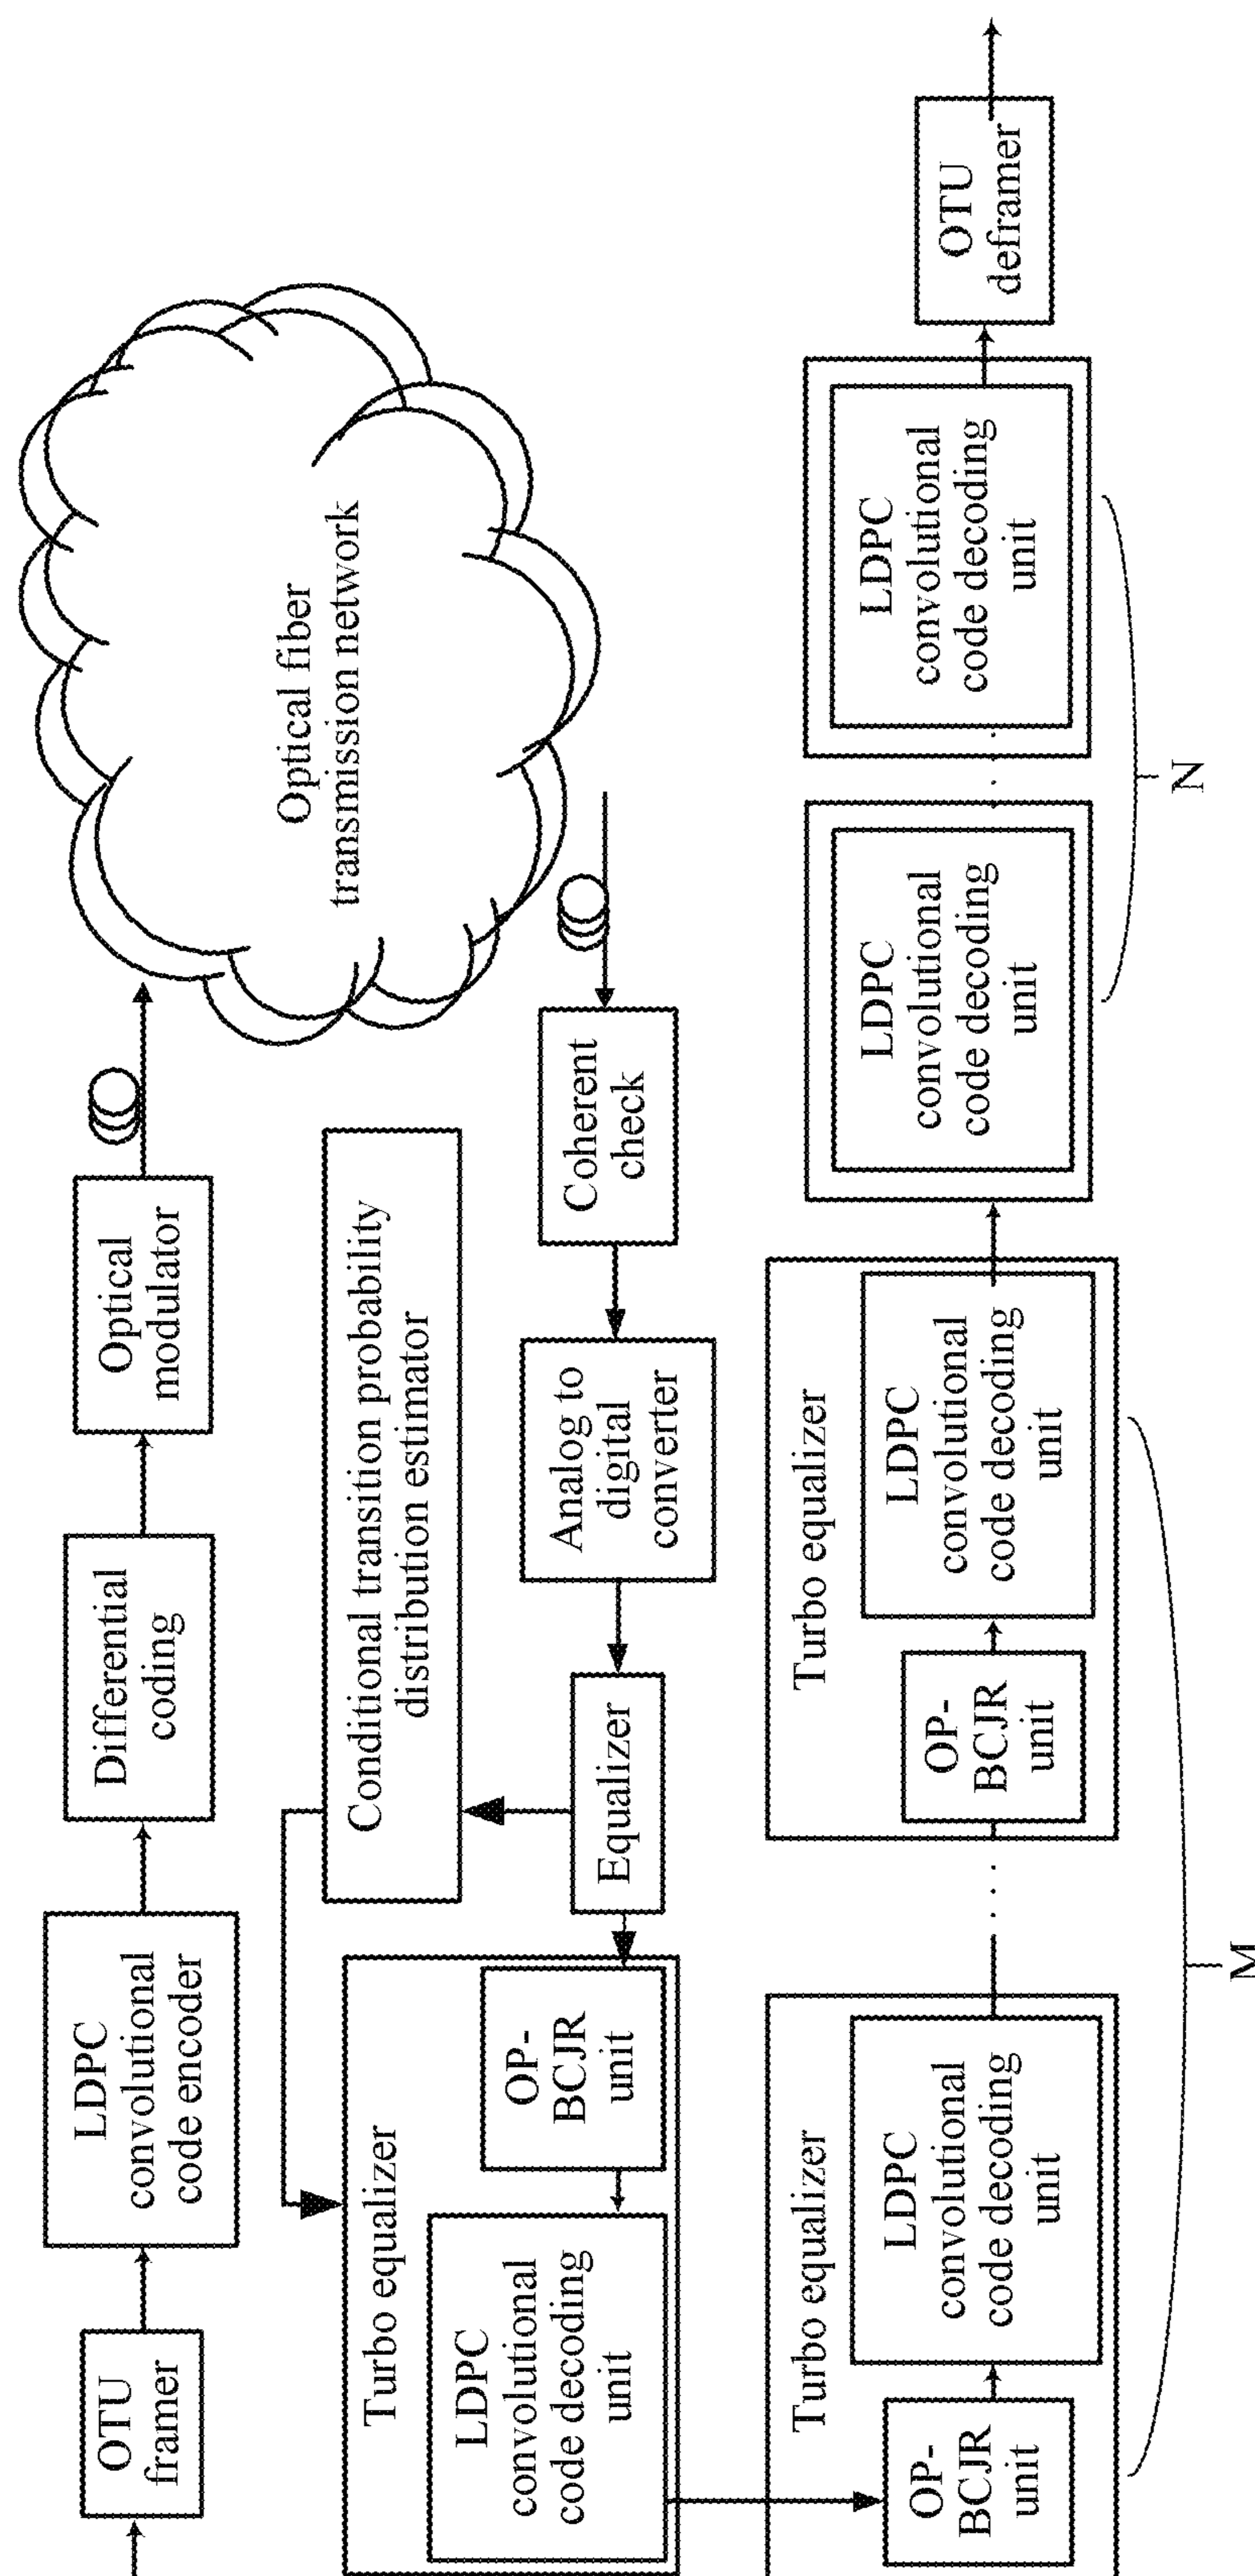 OTU
framer
LDPC
convolutional
code encoder
Differential
coding
Optical
modulator
Optical fiber
transmission network
Conditional transition probability
distribution estimator
Coherent
check
Analog to
digital
converter
Equalizer
Turbo equalizer
OP-
BCJR
unit
LDPC
convolutional
code decoding
unit
Turbo equalizer
OP-
BCJR
unit
LDPC
convolutional
code decoding
unit
. . .
Turbo equalizer
OP-
BCJR
unit
LDPC
convolutional
code decoding
unit
M
LDPC
convolutional
code decoding
unit
. . .
LDPC
convolutional
code decoding
unit
N
OTU
deframer